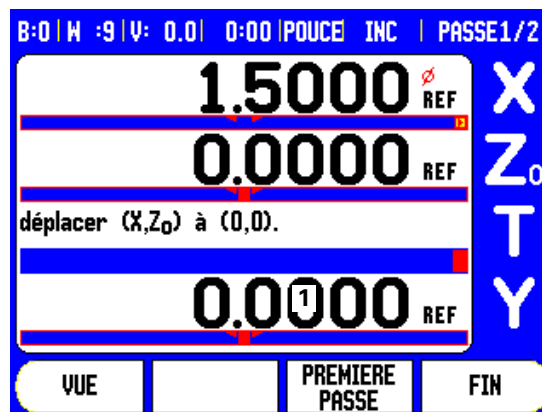 B:0 | W :9 | V: 0.0 | 0:00 | POUCE INC | PASSE1/2
1.5000 Ø REF X
0.0000 REF Z₀
déplacer (X,Z₀) à (0,0).
T
0.0000 REF Y
1
VUE
PREMIERE PASSE
FIN